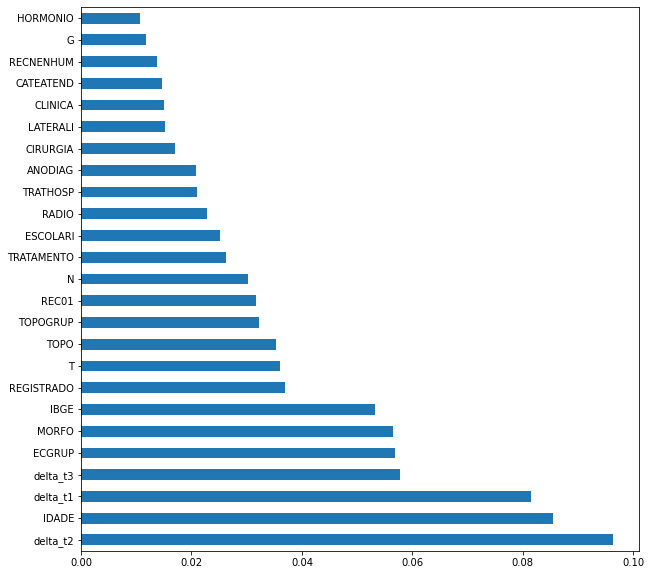 HORMONIO
G
RECNENHUM
CATEATEND
CLINICA
LATERALI
CIRURGIA
ANODIAG
TRATHOSP
RADIO
ESCOLARI
TRATAMENTO
N
REC01
TOPOGRUP
TOPO
T
REGISTRADO
IBGE
MORFO
ECGRUP
delta_t3
delta_t1
IDADE
delta_t2
0.00 0.02 0.04 0.06 0.08 0.10